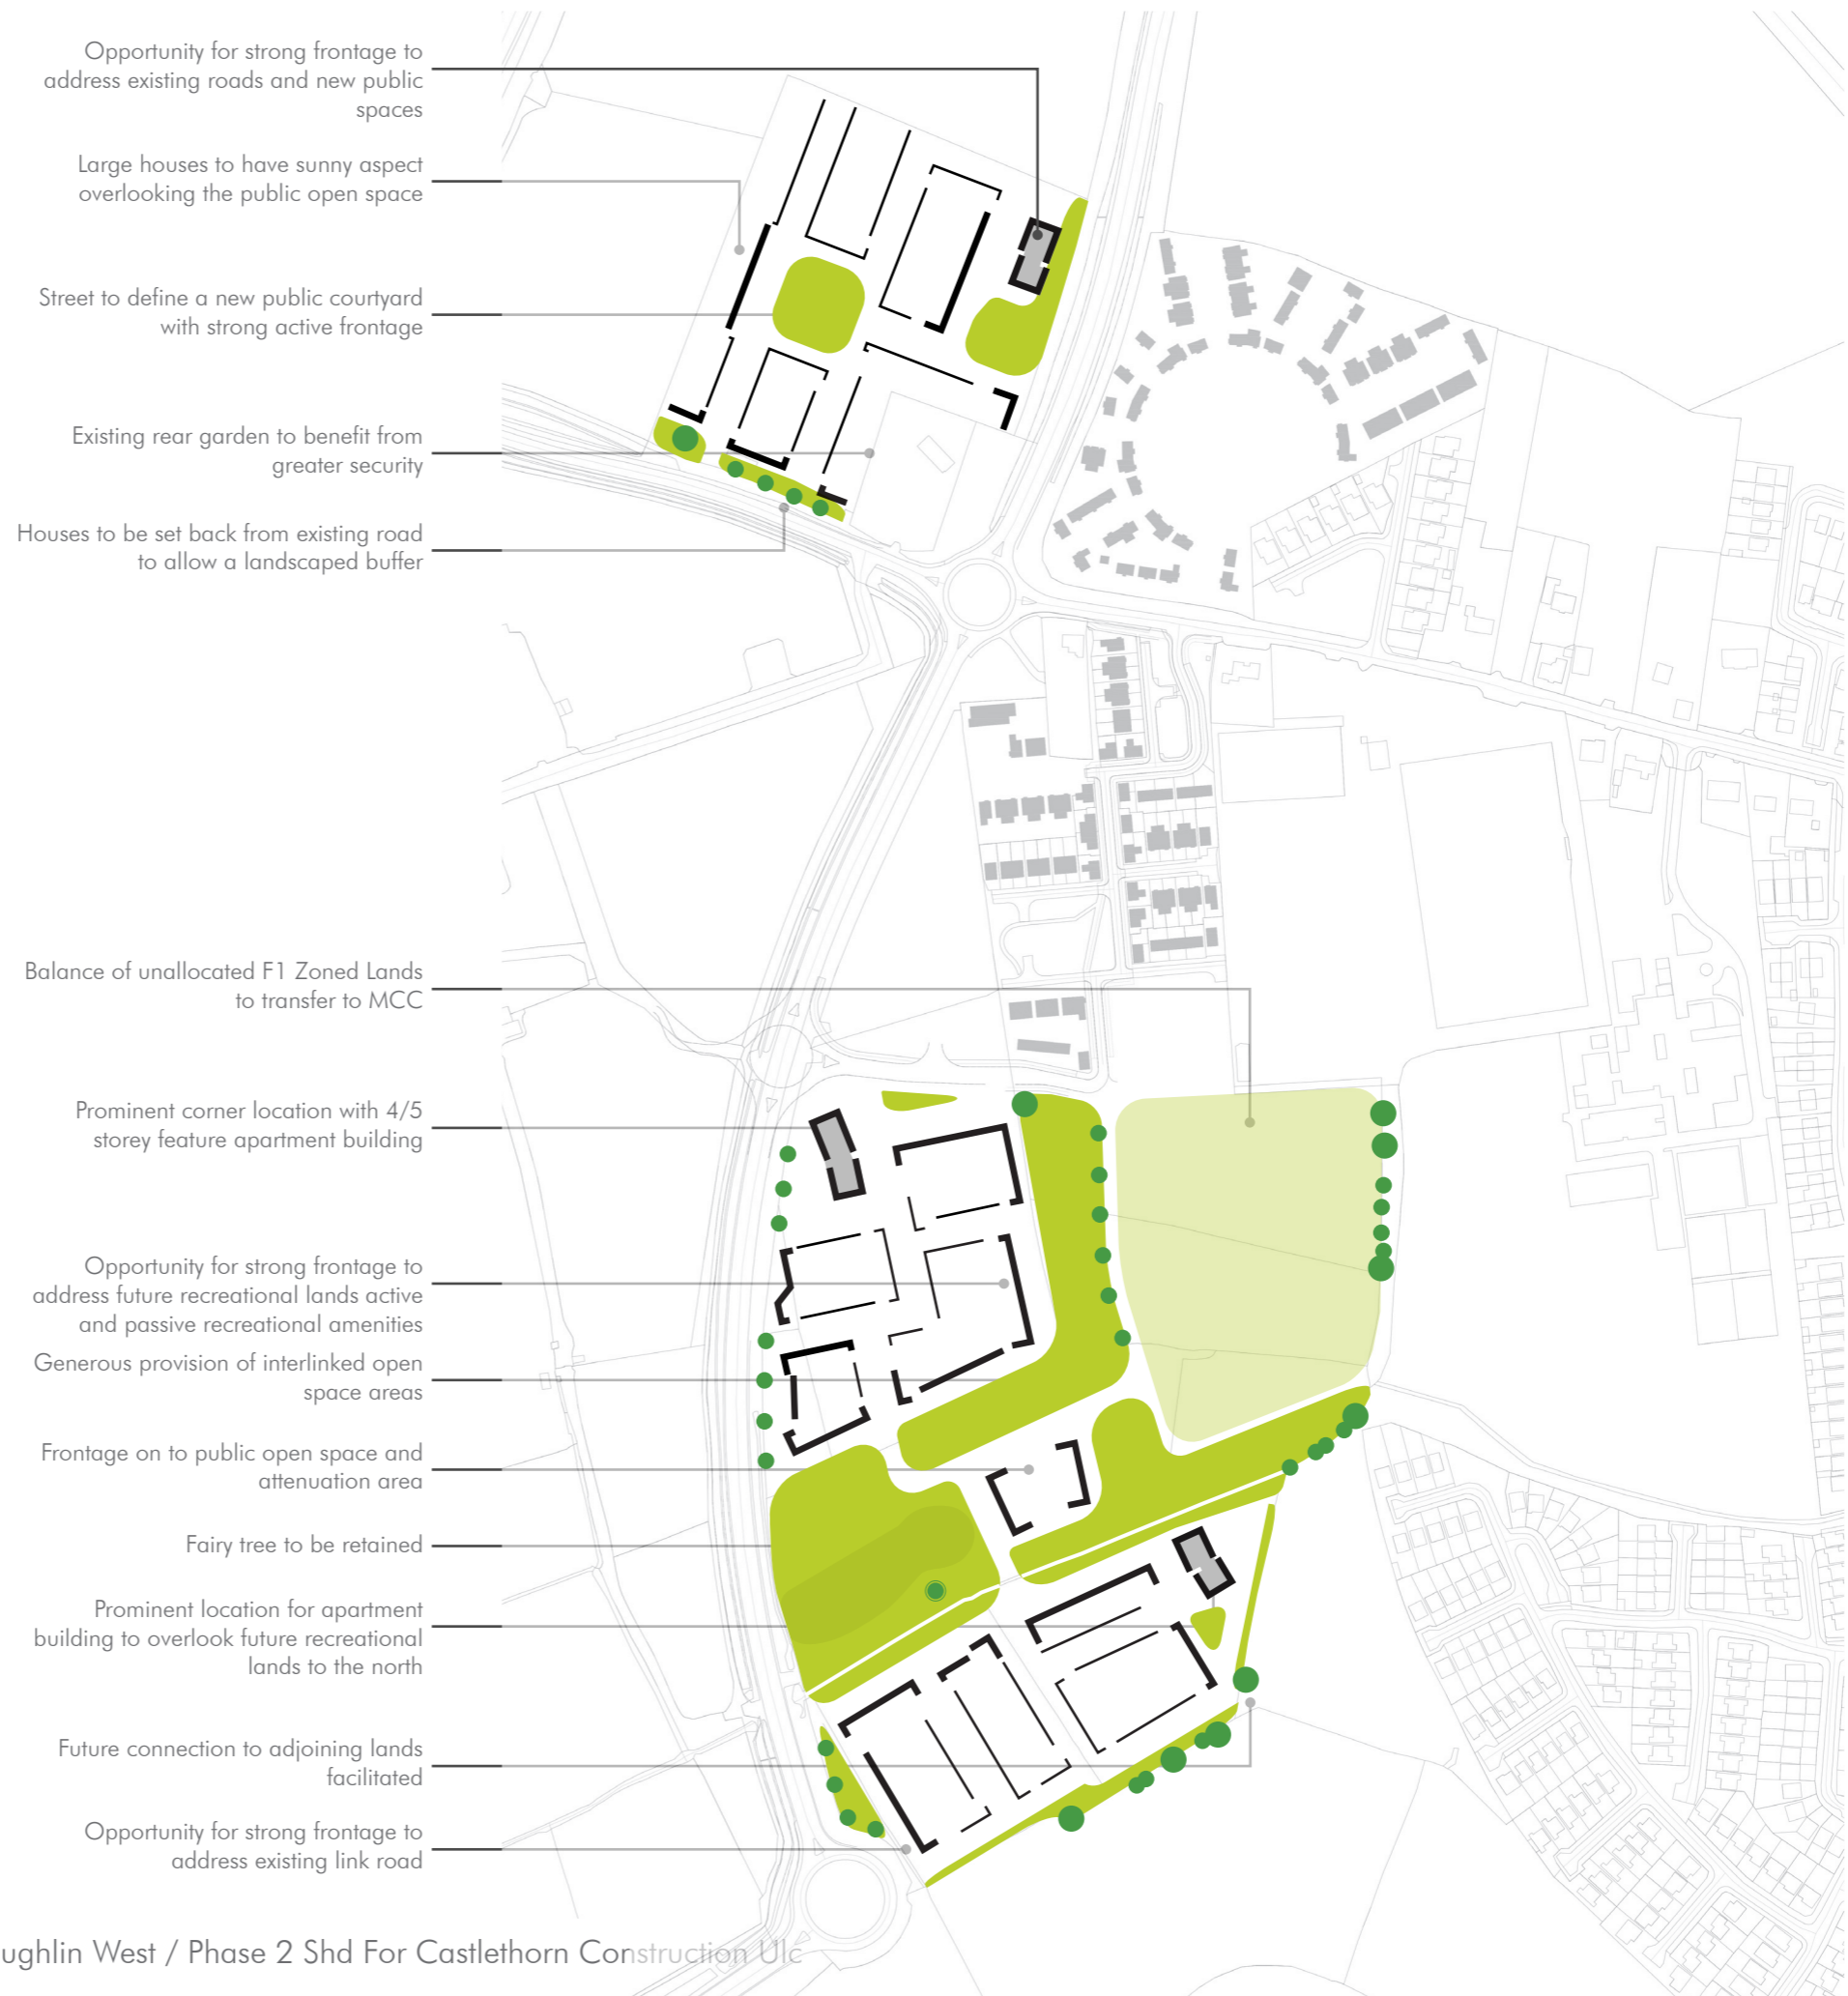 Opportunity for strong frontage to
address existing roads and new public
spaces
Large houses to have sunny aspect
overlooking the public open space
Street to define a new public courtyard
with strong active frontage
Existing rear garden to benefit from
greater security
Houses to be set back from existing road
to allow a landscaped buffer
Balance of unallocated F1 Zoned Lands
to transfer to MCC
Prominent corner location with 4/5
storey feature apartment building
Opportunity for strong frontage to
address future recreational lands active
and passive recreational amenities
Generous provision of interlinked open
space areas
Frontage on to public open space and
attenuation area
Fairy tree to be retained
Prominent location for apartment
building to overlook future recreational
lands to the north
Future connection to adjoining lands
facilitated
Opportunity for strong frontage to
address existing link road
ughlin West / Phase 2 Shd For Castlethorn Construction Ulc